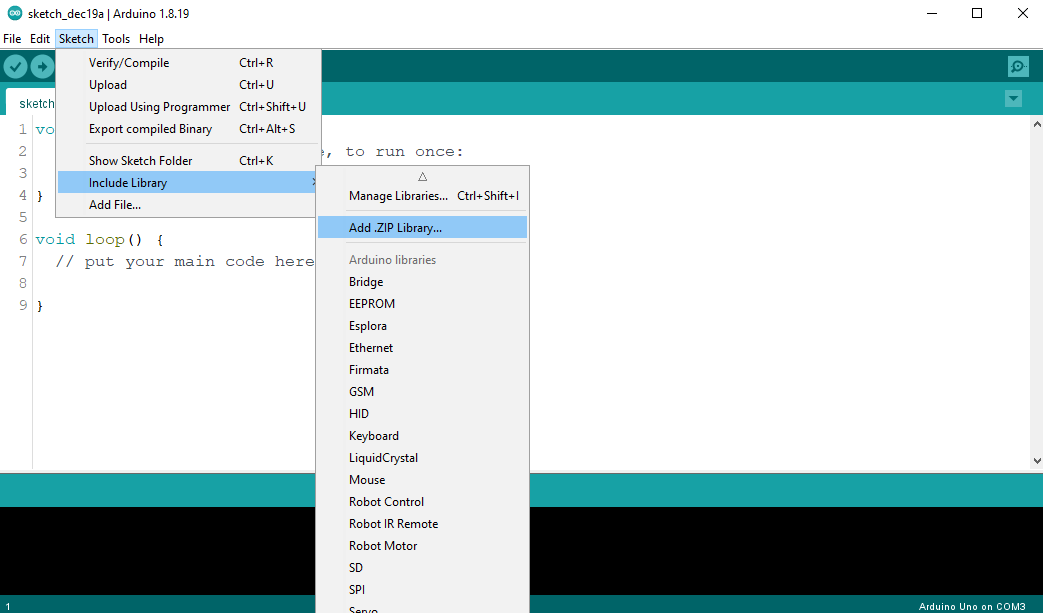 sketch_dec19a | Arduino 1.8.19
File Edit Sketch Tools Help
Verify/Compile Ctrl+R
Upload Ctrl+U
Upload Using Programmer Ctrl+Shift+U
Export compiled Binary Ctrl+Alt+S
Show Sketch Folder Ctrl+K
Include Library
Add File...
Manage Libraries... Ctrl+Shift+I
Add .ZIP Library...
Arduino libraries
Bridge
EEPROM
Esplora
Ethernet
Firmata
GSM
HID
Keyboard
LiquidCrystal
Mouse
Robot Control
Robot IR Remote
Robot Motor
SD
SPI
Servo
sketch
1 vo
2 , to run once:
3
4 }
5
6 void loop() {
7 // put your main code here
8
9 }
1 Arduino Uno on COM3